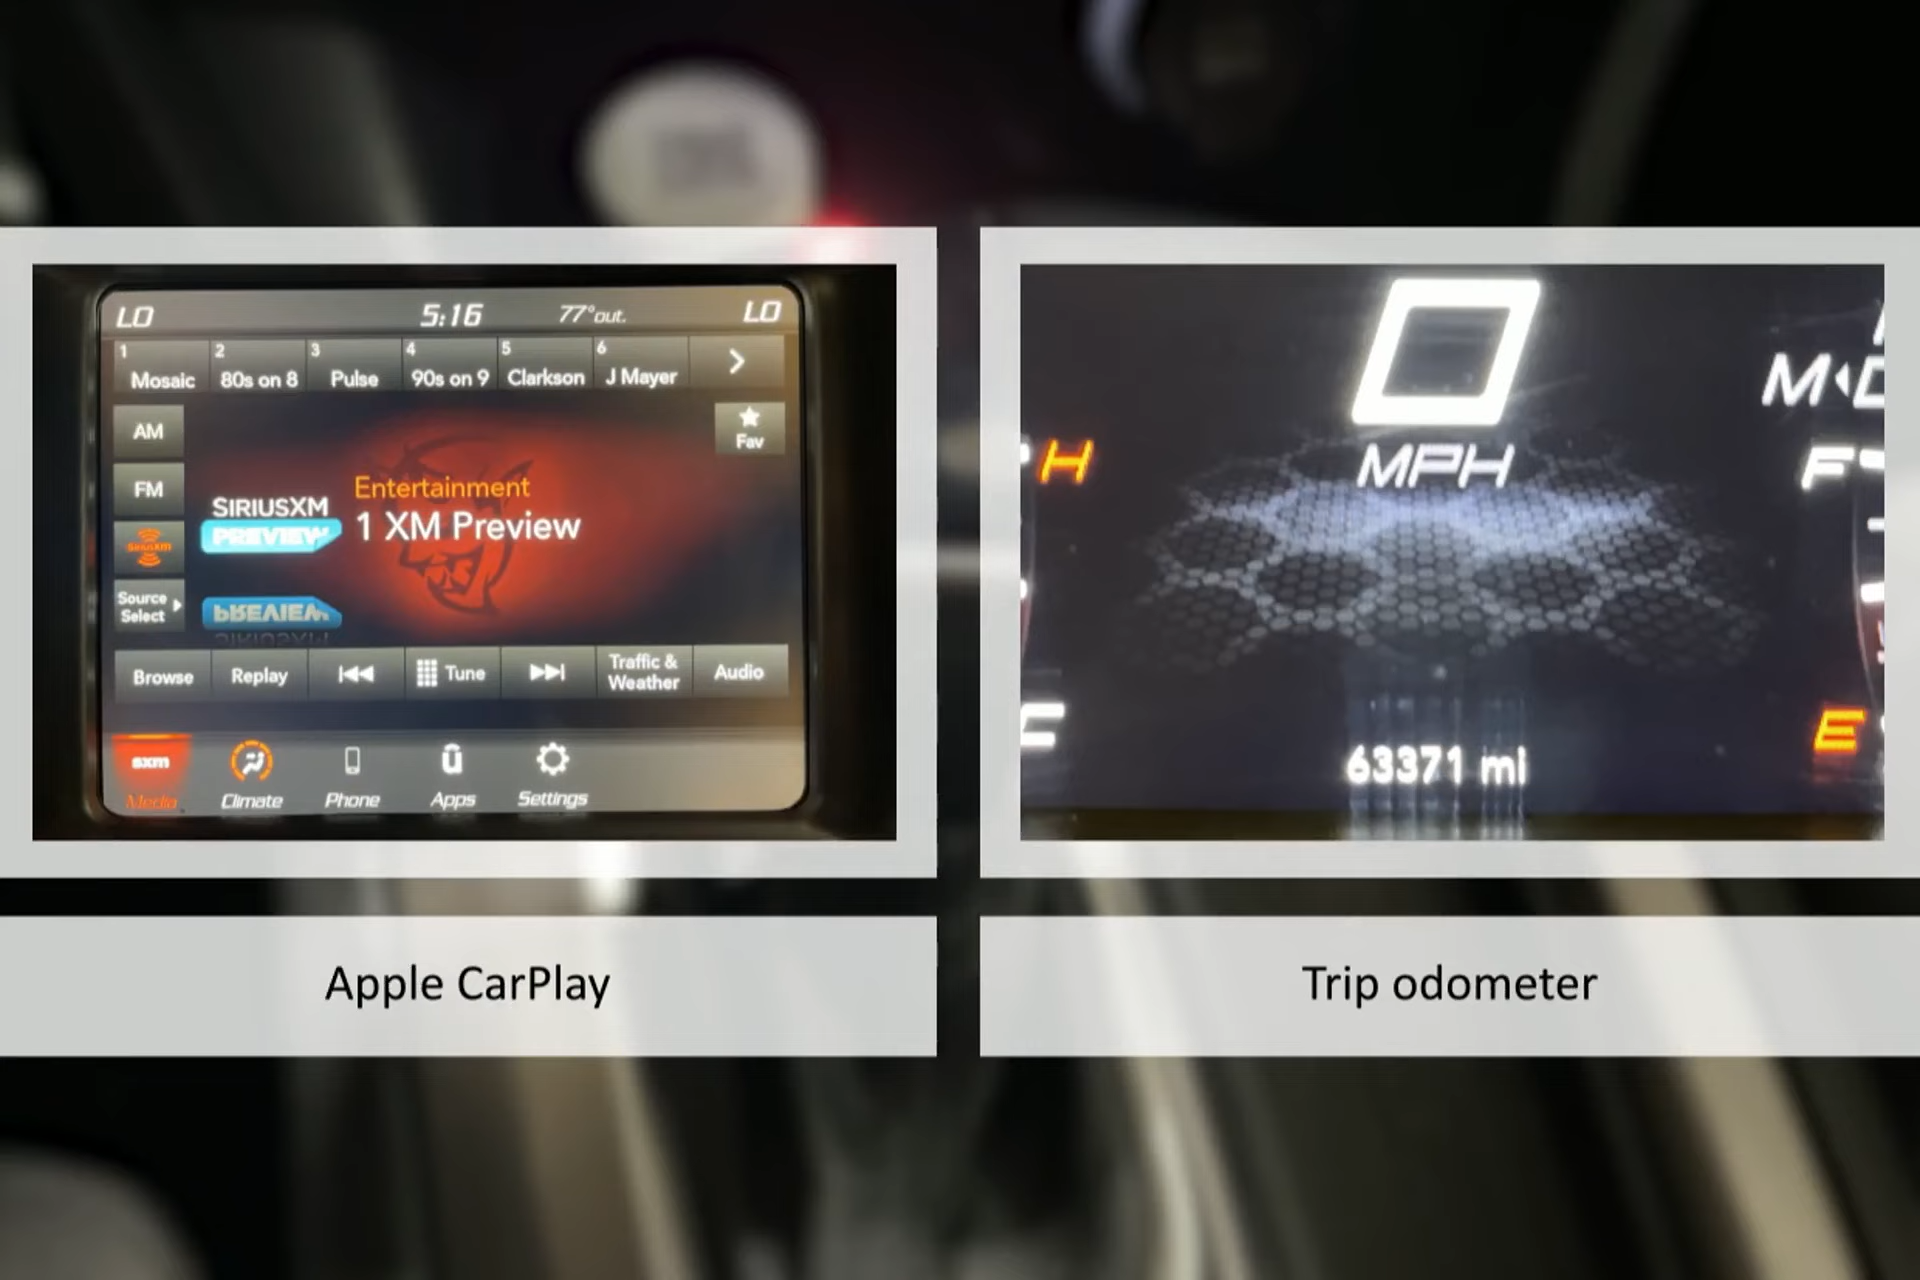 LO 5:16 77°out. LO
1 Mosaic 2 80s on 8 3 Pulse 4 90s on 9 5 Clarkson 6 J Mayer
AM
Fav
FM
SIRIUSXM
PREVIEW
Entertainment
1 XM Preview
SiriusXM
Source
Select
Browse Replay Tune Traffic &
Weather Audio
sxm
Media Climate Phone Apps Settings
0
MPH
M
H
F
C
E
63371 mi
Apple CarPlay
Trip odometer